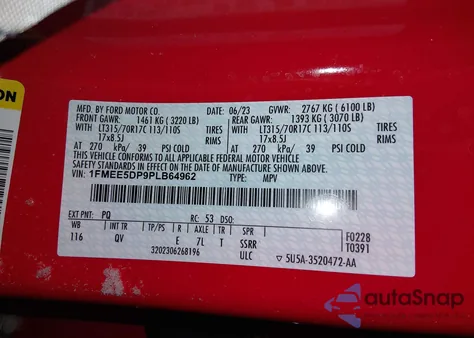 ON
MFD. BY FORD MOTOR CO. 06/23 GVWR: 2767 KG ( 6100 LB)
FRONT GAWR: 1461 KG ( 3220 LB) REAR GAWR: 1393 KG ( 3070 LB)
WITH LT315/70R17C 113/110S Tires WITH LT315/70R17C 113/110S Tires
17x8.5J Rims 17x8.5J Rims
AT 270 kPa/ 39 PSI COLD AT 270 kPa/ 39 PSI COLD
THIS VEHICLE CONFORMS TO ALL APPLICABLE FEDERAL MOTOR VEHICLE
SAFETY STANDARDS IN EFFECT ON THE DATE OF MANUFACTURE SHOWN ABOVE.
VIN: 1FMEE5DP9PLB64962 TYPE: MPV
EXT PNT: PQ RC: 53 DSO:
WB INT TR TP/PS R AXLE TR SPR F0228
116 QV E 7L T SSRR T0391
3202306268196 ULC 5U5A-3520472-AA
autoSnap